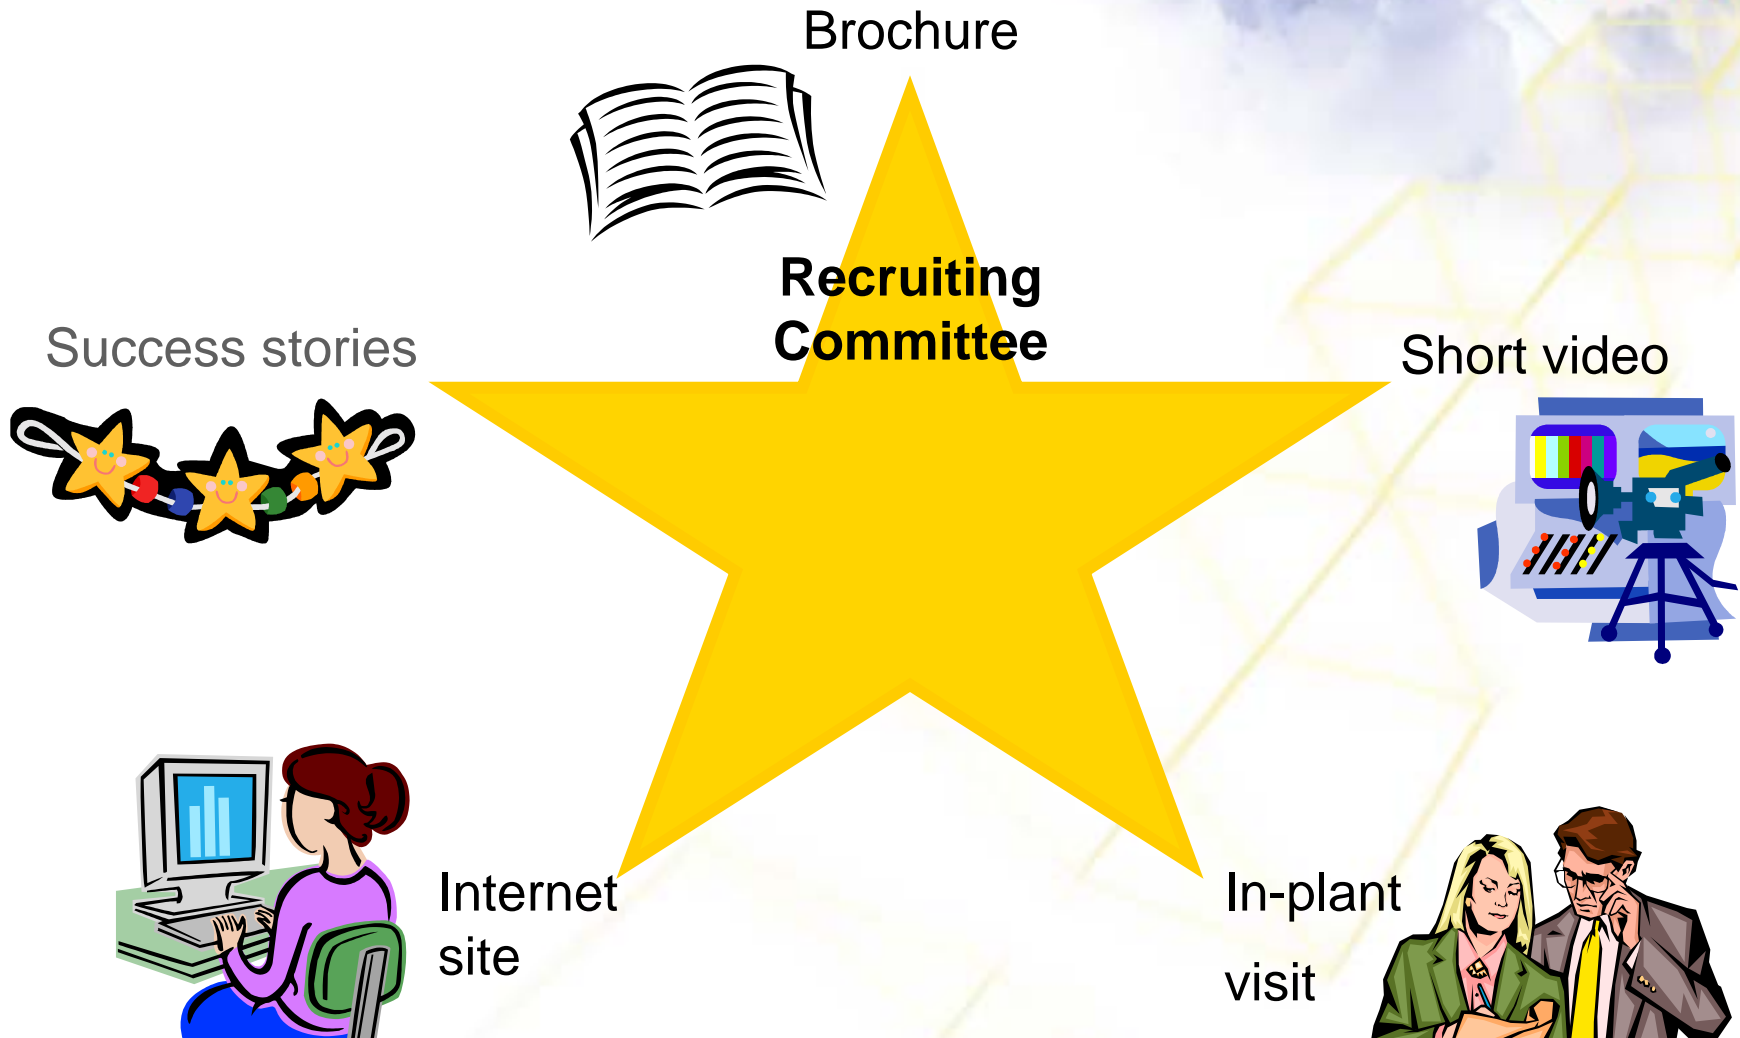 Brochure
Recruiting
Committee
Success stories
Short video
Internet
site
In-plant
visit